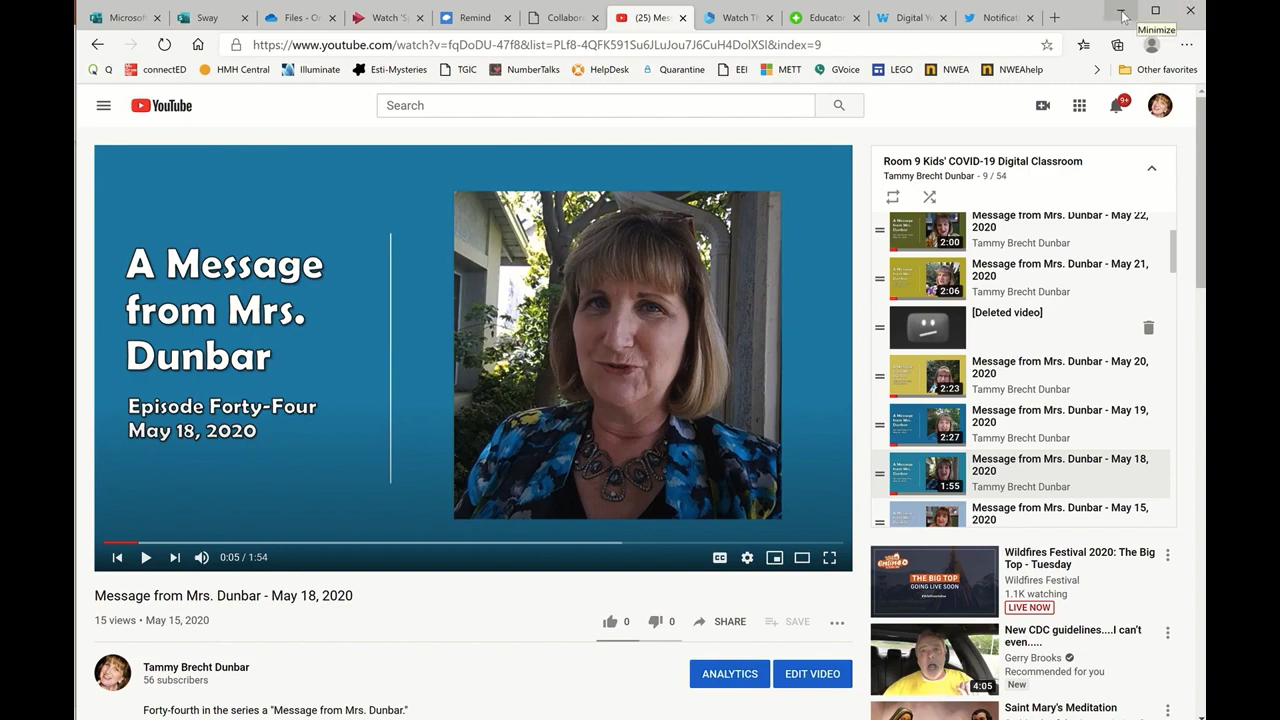 Microsof
Sway
Files - O
Watch 'S
Remind
Collabora
(25) Mes
Watch T
Educator
Digital Y
Notificati
Minimize
https://www.youtube.com/watch?v=fqDoDU-47f8&list=PLf8-4QFK591Su6JLuJou7J6CuH4DolXSI&index=9
Q
connectED
HMH Central
Illuminate
Esti-Mysteries
TGIC
NumberTalks
HelpDesk
Quarantine
EEI
METT
GVoice
LEGO
NWEA
NWEAhelp
Other favorites
YouTube
Search
9+
A Message
from Mrs.
Dunbar
Episode Forty-Four
2020
0:05 / 1:54
CC
Message from Mrs. Dunbar - May 18, 2020
15 views • May 15, 2020
0
0
SHARE
SAVE
Tammy Brecht Dunbar
56 subscribers
ANALYTICS
EDIT VIDEO
Forty-fourth in the series a "Message from Mrs. Dunbar."
Room 9 Kids' COVID-19 Digital Classroom
Tammy Brecht Dunbar - 9 / 54
Message from Mrs. Dunbar - May 22,
2020
Tammy Brecht Dunbar
2:00
Message from Mrs. Dunbar - May 21,
2020
Tammy Brecht Dunbar
2:06
[Deleted video]
Message from Mrs. Dunbar - May 20,
2020
Tammy Brecht Dunbar
2:23
Message from Mrs. Dunbar - May 19,
2020
Tammy Brecht Dunbar
2:27
Message from Mrs. Dunbar - May 18,
2020
Tammy Brecht Dunbar
1:55
Message from Mrs. Dunbar - May 15,
2020
THE BIG TOP
GOING LIVE SOON
Wildfires Festival 2020: The Big
Top - Tuesday
Wildfires Festival
1.1K watching
LIVE NOW
New CDC guidelines....I can't
even.....
Gerry Brooks
Recommended for you
New
4:05
Saint Mary's Meditation